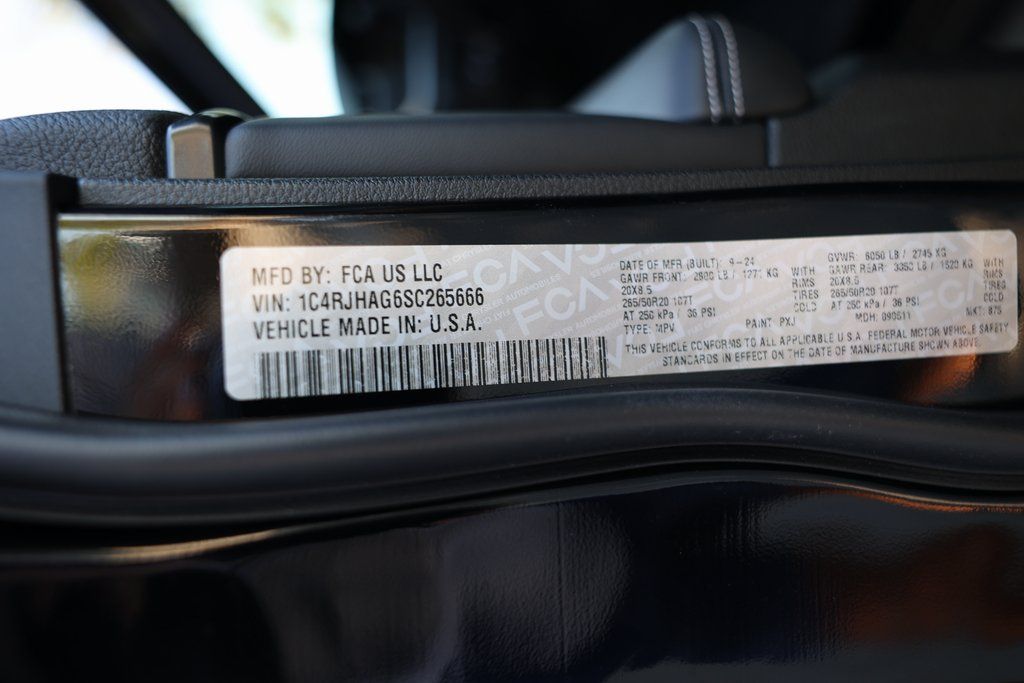 MFD BY: FCA US LLC
VIN: 1C4RJHAG6SC265666
VEHICLE MADE IN: U.S.A.
DATE OF MFR (BUILT): 9-24 GVWR: 6050 LB / 2745 KG
GAWR FRONT: 2800 LB / 1271 KG WITH GAWR REAR: 3350 LB / 1520 KG WITH
20X8.5 RIMS 20X8.5 RIMS
265/50R20 107T TIRES 265/50R20 107T TIRES
AT 250 kPa / 36 PSI COLD AT 250 kPa / 36 PSI COLD
TYPE: MPV PAINT: PXJ MDH: 090511 NKT: 875
THIS VEHICLE CONFORMS TO ALL APPLICABLE U.S.A. FEDERAL MOTOR VEHICLE SAFETY
STANDARDS IN EFFECT ON THE DATE OF MANUFACTURE SHOWN ABOVE.